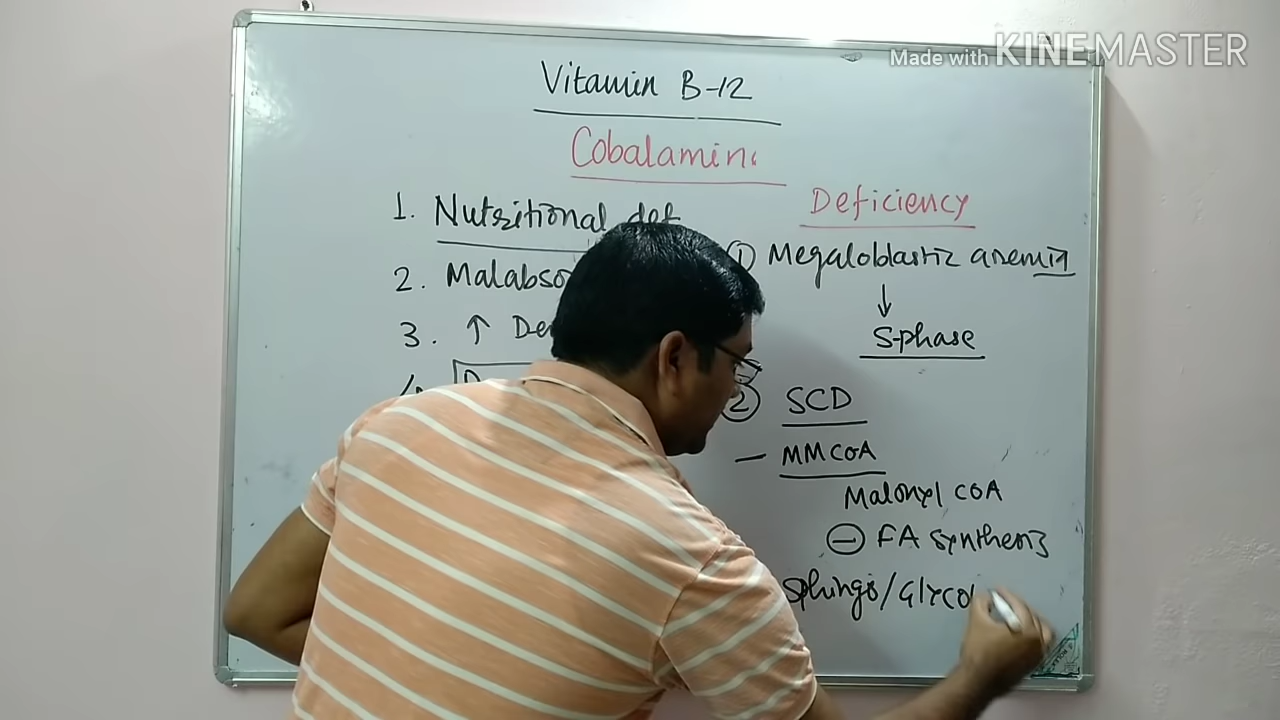 Made with KINEMASTER
Vitamin B-12
Cobalamin
1. Nutritional def
2. Malabso
3. ↑ De
Deficiency
① Megaloblastic anemia
↓
S-phase
② SCD
– MMCoA
Malonyl CoA
⊖ FA synthesis
Sphingo/Glyco